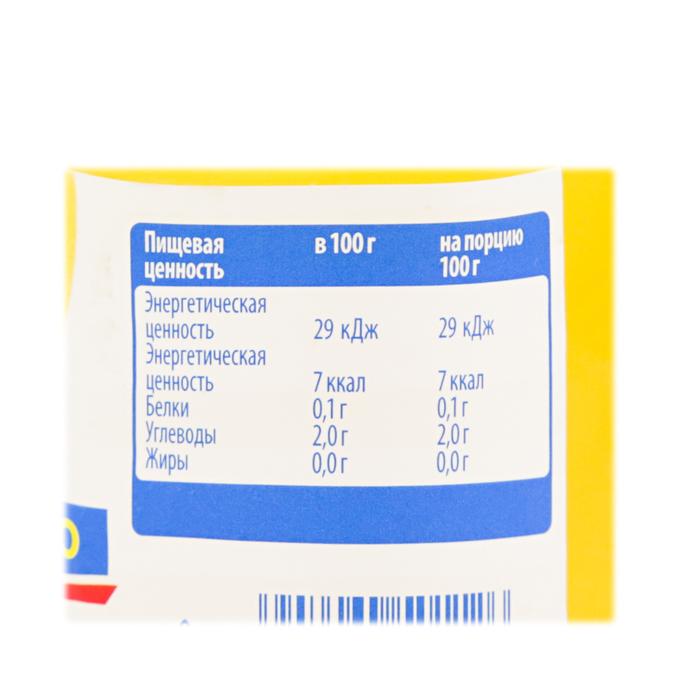 Пищевая ценность в 100 г на порцию 100 г
Энергетическая
ценность 29 кДж 29 кДж
Энергетическая
ценность 7 ккал 7 ккал
Белки 0,1 г 0,1 г
Углеводы 2,0 г 2,0 г
Жиры 0,0 г 0,0 г